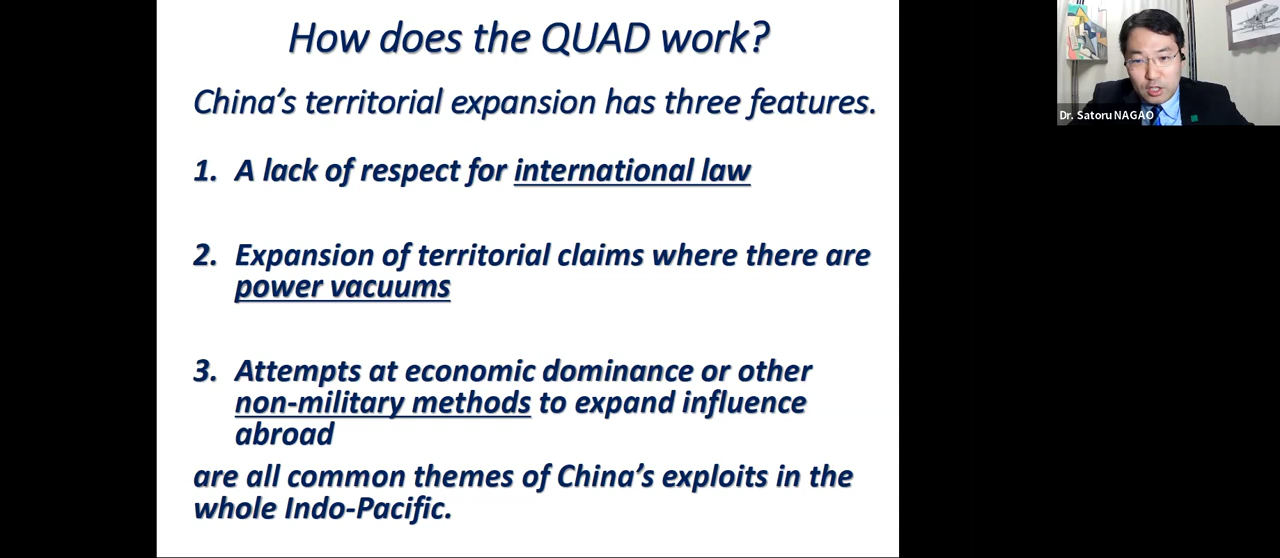 How does the QUAD work?
China's territorial expansion has three features.
1. A lack of respect for international law
2. Expansion of territorial claims where there are
power vacuums
3. Attempts at economic dominance or other
non-military methods to expand influence
abroad
are all common themes of China's exploits in the
whole Indo-Pacific.
Dr. Satoru NAGAO